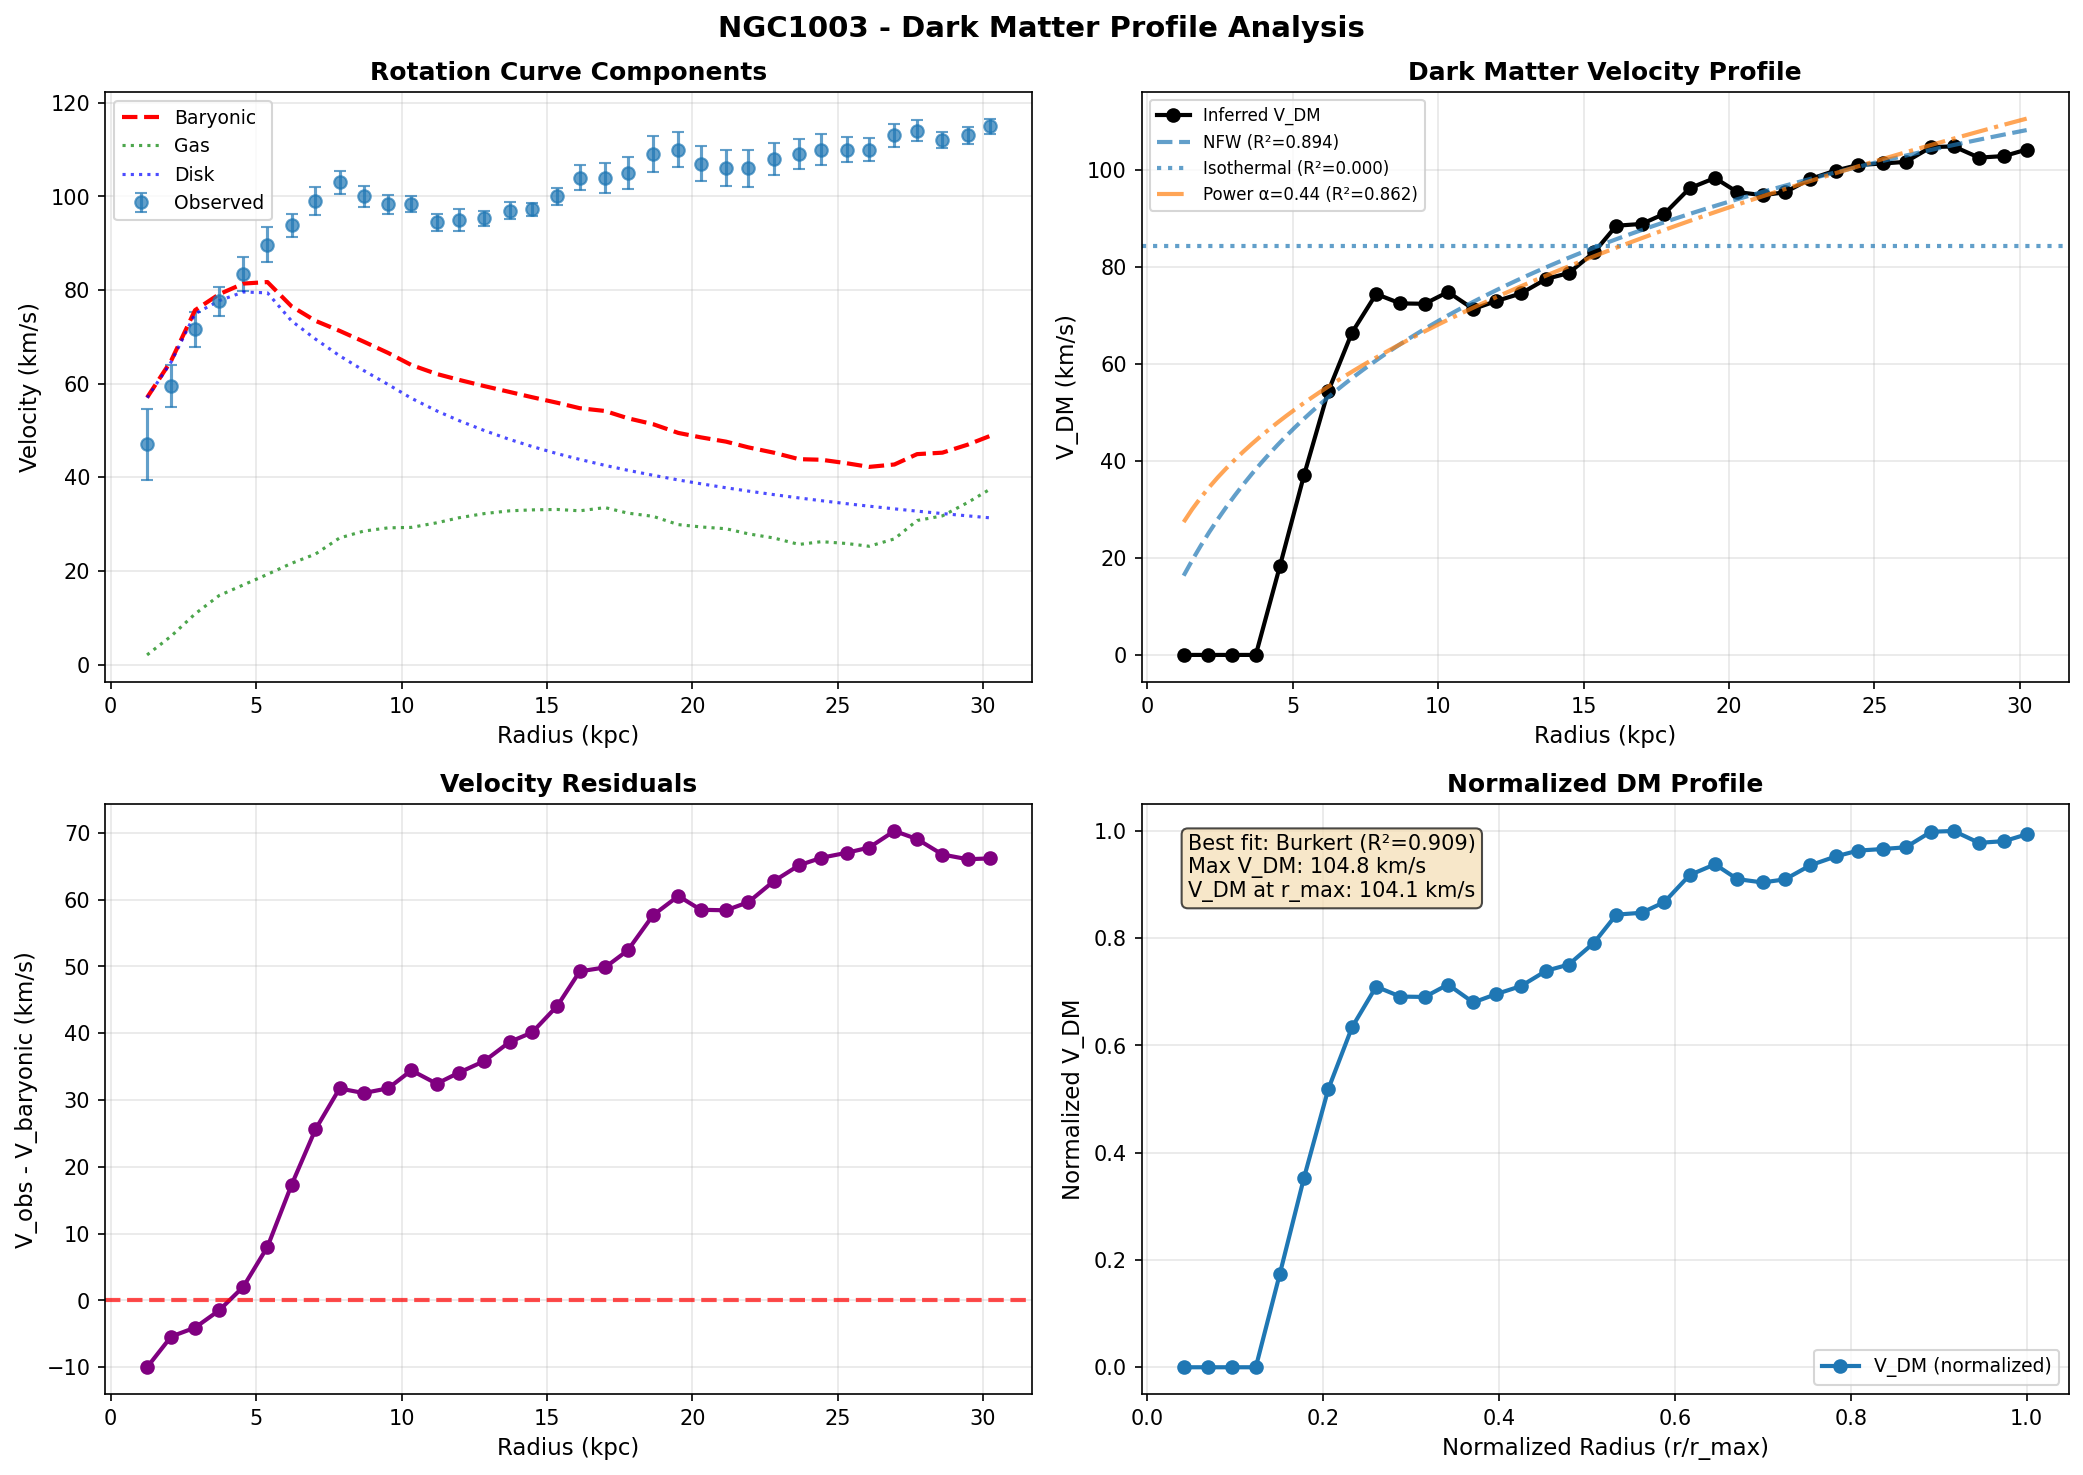 NGC1003 - Dark Matter Profile Analysis
Rotation Curve Components
Velocity (km/s)
120
100
80
60
40
20
0
Baryonic
Gas
Disk
Observed
0 5 10 15 20 25 30
Radius (kpc)
Dark Matter Velocity Profile
V_DM (km/s)
100
80
60
40
20
0
Inferred V_DM
NFW (R²=0.894)
Isothermal (R²=0.000)
Power α=0.44 (R²=0.862)
0 5 10 15 20 25 30
Radius (kpc)
Velocity Residuals
V_obs - V_baryonic (km/s)
70
60
50
40
30
20
10
0
−10
0 5 10 15 20 25 30
Radius (kpc)
Normalized DM Profile
Normalized V_DM
1.0
0.8
0.6
0.4
0.2
0.0
Best fit: Burkert (R²=0.909)
Max V_DM: 104.8 km/s
V_DM at r_max: 104.1 km/s
V_DM (normalized)
0.0 0.2 0.4 0.6 0.8 1.0
Normalized Radius (r/r_max)